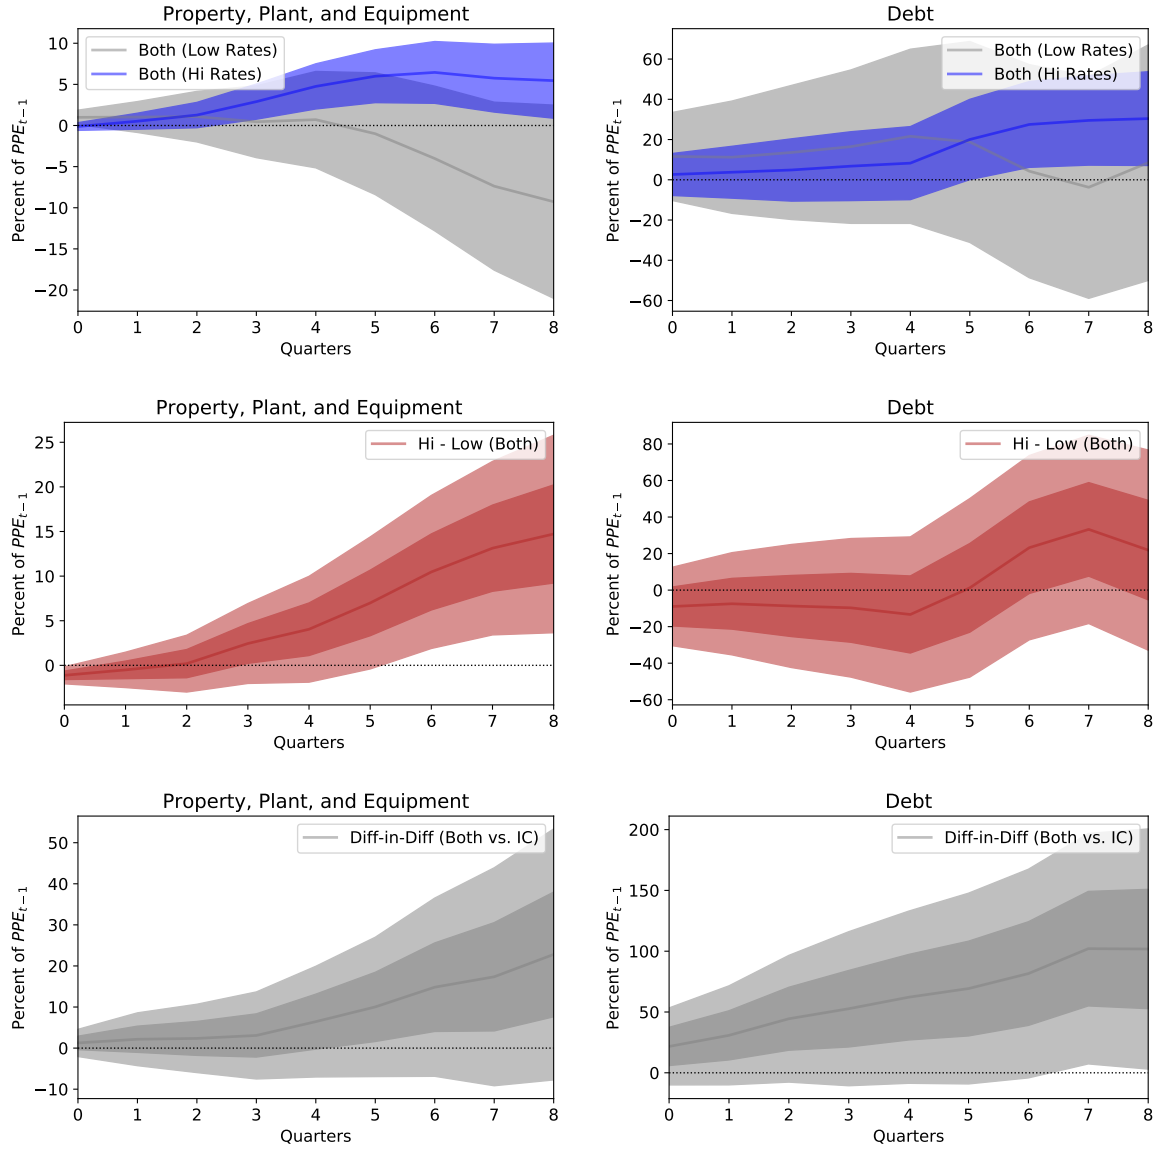 Property, Plant, and Equipment
Both (Low Rates)
Both (Hi Rates)
10
5
0
−5
−10
−15
−20
Percent of PPE_{t−1}
0 1 2 3 4 5 6 7 8
Quarters
Debt
Both (Low Rates)
Both (Hi Rates)
60
40
20
0
−20
−40
−60
Percent of PPE_{t−1}
0 1 2 3 4 5 6 7 8
Quarters
Property, Plant, and Equipment
Hi - Low (Both)
25
20
15
10
5
0
Percent of PPE_{t−1}
0 1 2 3 4 5 6 7 8
Quarters
Debt
Hi - Low (Both)
80
60
40
20
0
−20
−40
−60
Percent of PPE_{t−1}
0 1 2 3 4 5 6 7 8
Quarters
Property, Plant, and Equipment
Diff-in-Diff (Both vs. IC)
50
40
30
20
10
0
−10
Percent of PPE_{t−1}
0 1 2 3 4 5 6 7 8
Quarters
Debt
Diff-in-Diff (Both vs. IC)
200
150
100
50
0
Percent of PPE_{t−1}
0 1 2 3 4 5 6 7 8
Quarters